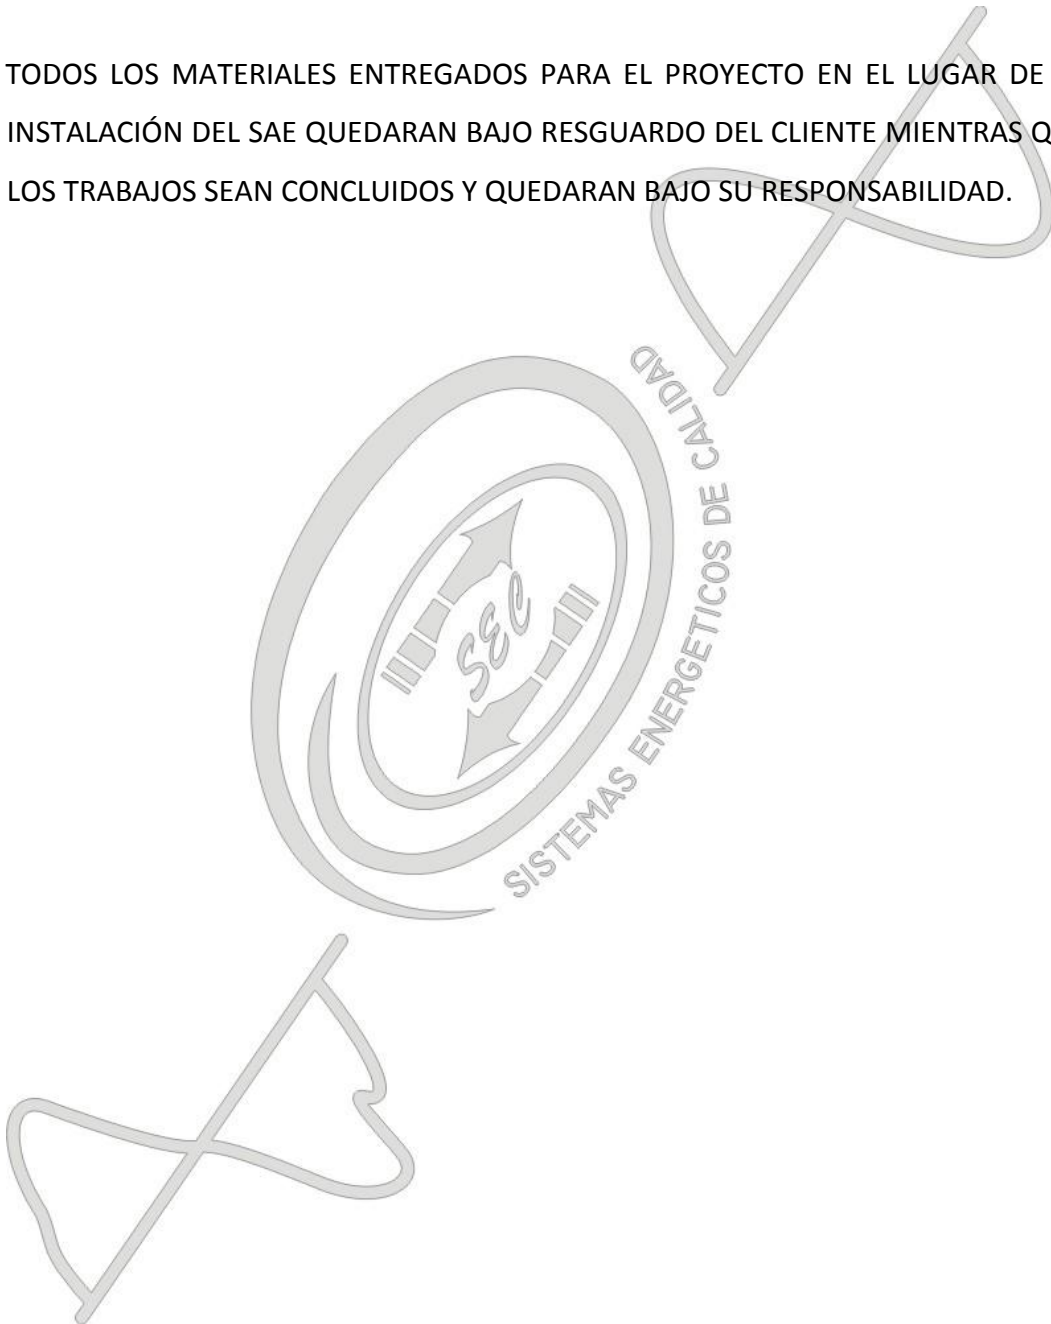 TODOS LOS MATERIALES ENTREGADOS PARA EL PROYECTO EN EL LUGAR DE
INSTALACIÓN DEL SAE QUEDARAN BAJO RESGUARDO DEL CLIENTE MIENTRAS Q
LOS TRABAJOS SEAN CONCLUIDOS Y QUEDARAN BAJO SU RESPONSABILIDAD.
SEC
SISTEMAS ENERGETICOS DE CALIDAD